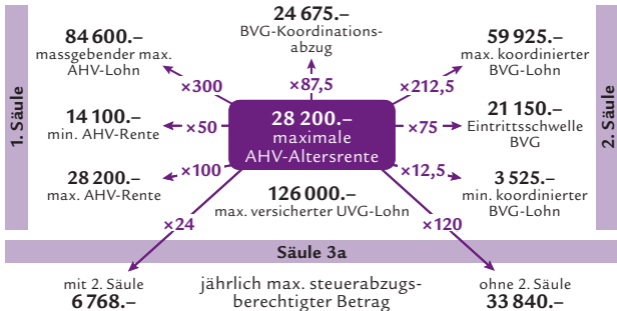 24 675.–
BVG-Koordinations-
abzug
84 600.–
massgebender max.
AHV-Lohn
59 925.–
max. koordinierter
BVG-Lohn
×300
×87,5
×212,5
1. Säule
14 100.–
min. AHV-Rente
×50
28 200.–
maximale
AHV-Altersrente
×75
21 150.–
Eintrittsschwelle
BVG
2. Säule
28 200.–
max. AHV-Rente
×100
×12,5
3 525.–
min. koordinierter
BVG-Lohn
126 000.–
max. versicherter UVG-Lohn
×24
×120
Säule 3a
mit 2. Säule
6 768.–
jährlich max. steuerabzugs-
berechtigter Betrag
ohne 2. Säule
33 840.–